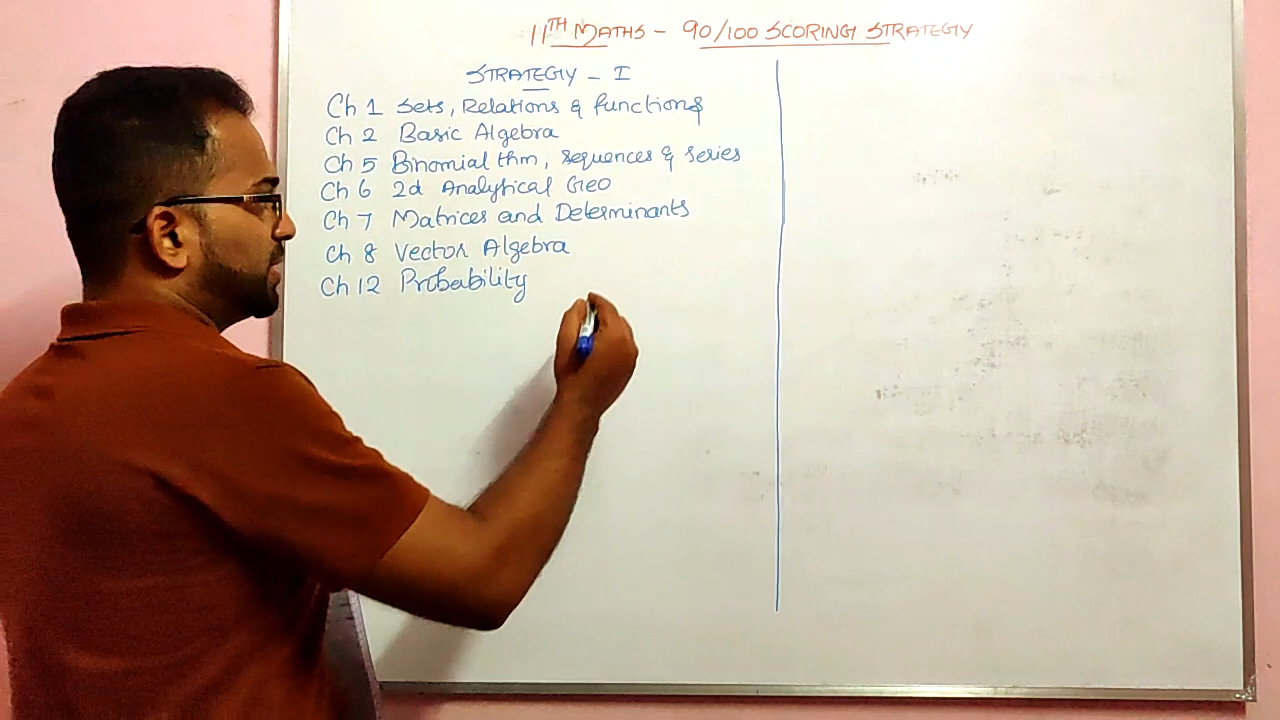 11TH MATHS - 90/100 SCORING STRATEGY
STRATEGY - I
Ch 1 Sets, Relations & functions
Ch 2 Basic Algebra
Ch 5 Binomial thm, sequences & series
Ch 6 2d Analytical Geo
Ch 7 Matrices and Determinants
Ch 8 Vector Algebra
Ch 12 Probability